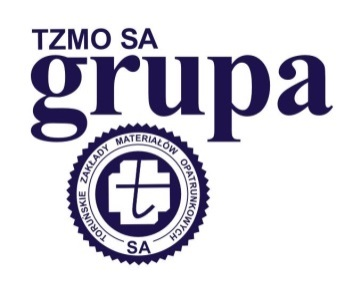 TZMO SA
grupa
TORUŃSKIE ZAKŁADY MATERIAŁÓW OPATRUNKOWYCH
t
SA